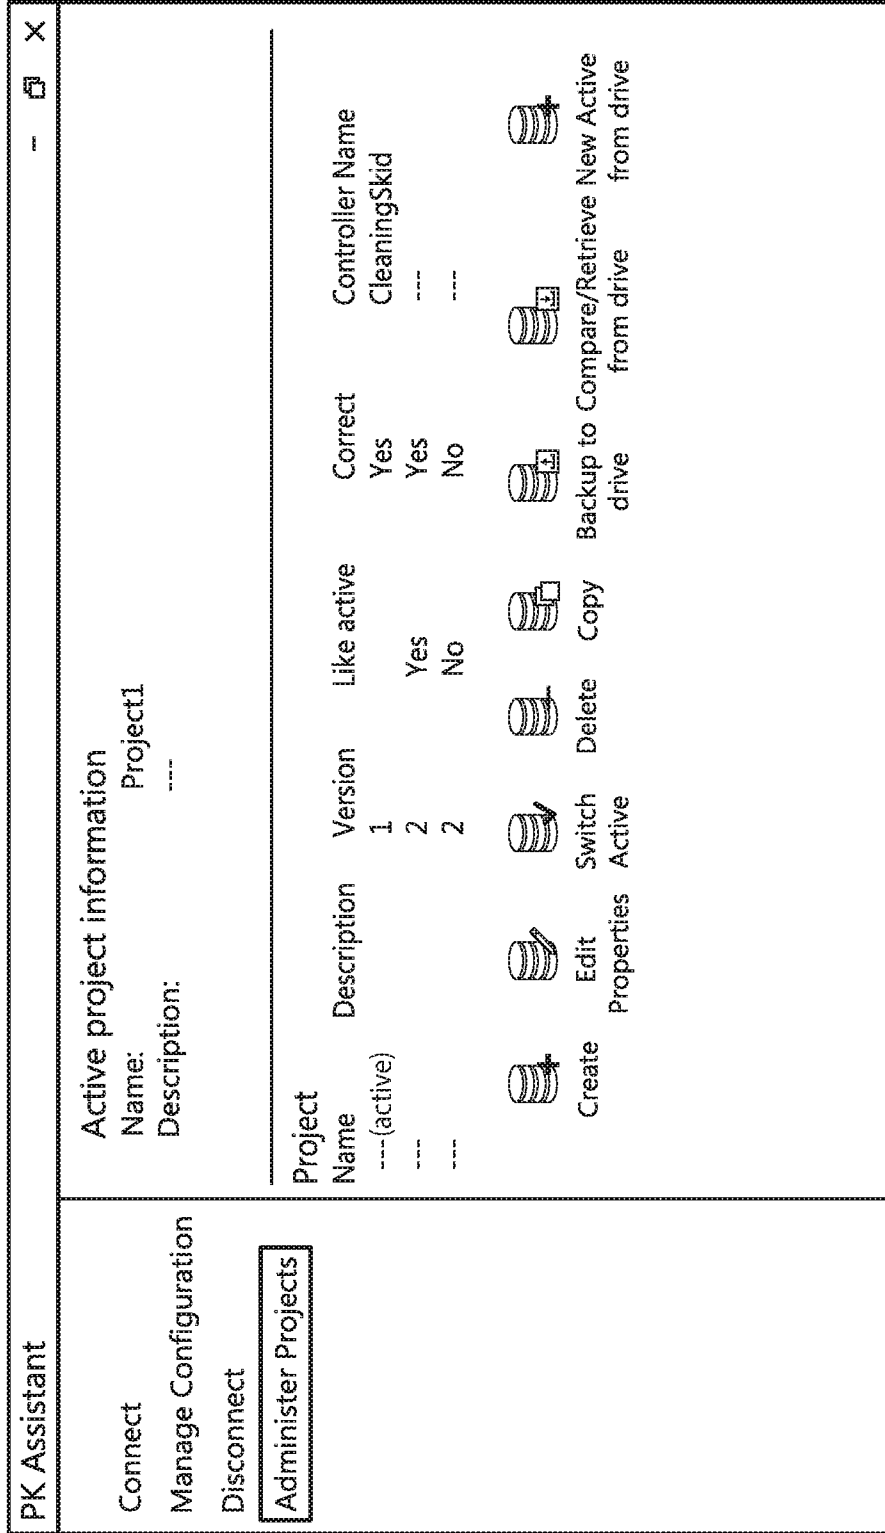 PK Assistant
Connect
Manage Configuration
Disconnect
Administer Projects
Active project information
Name: Project1
Description: ---
Project
Name Description Version Like active Correct Controller Name
---(active) 1 Yes CleaningSkid
--- 2 Yes Yes ---
--- 2 No No ---
Create
Edit
Properties
Switch
Active
Delete
Copy
Backup to
drive
Compare/Retrieve
from drive
New Active
from drive